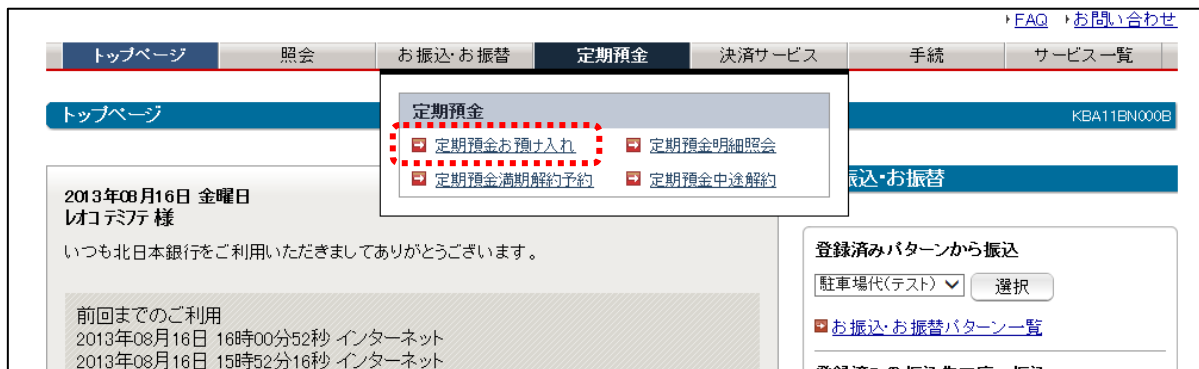 FAQ お問い合わせ
トップページ 照会 お振込・お振替 定期預金 決済サービス 手続 サービス一覧
定期預金
トップページ KBA11BN000B
定期預金お預け入れ 定期預金明細照会
定期預金満期解約予約 定期預金中途解約
振込・お振替
2013年08月16日 金曜日
レオコ テミフテ 様
いつも北日本銀行をご利用いただきましてありがとうございます。
登録済みパターンから振込
駐車場代(テスト) 選択
お振込・お振替パターン一覧
前回までのご利用
2013年08月16日 16時00分52秒 インターネット
2013年08月16日 15時52分16秒 インターネット